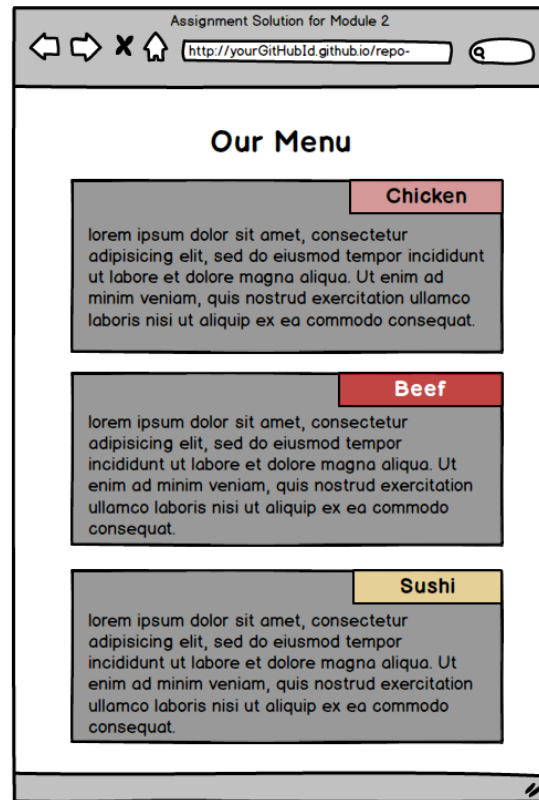 Assignment Solution for Module 2
http://yourGitHubId.github.io/repo-
Our Menu
Chicken
lorem ipsum dolor sit amet, consectetur
adipisicing elit, sed do eiusmod tempor incididunt
ut labore et dolore magna aliqua. Ut enim ad
minim veniam, quis nostrud exercitation ullamco
laboris nisi ut aliquip ex ea commodo consequat.
Beef
lorem ipsum dolor sit amet, consectetur
adipisicing elit, sed do eiusmod tempor
incididunt ut labore et dolore magna aliqua. Ut
enim ad minim veniam, quis nostrud exercitation
ullamco laboris nisi ut aliquip ex ea commodo
consequat.
Sushi
lorem ipsum dolor sit amet, consectetur
adipisicing elit, sed do eiusmod tempor
incididunt ut labore et dolore magna aliqua. Ut
enim ad minim veniam, quis nostrud exercitation
ullamco laboris nisi ut aliquip ex ea commodo
consequat.